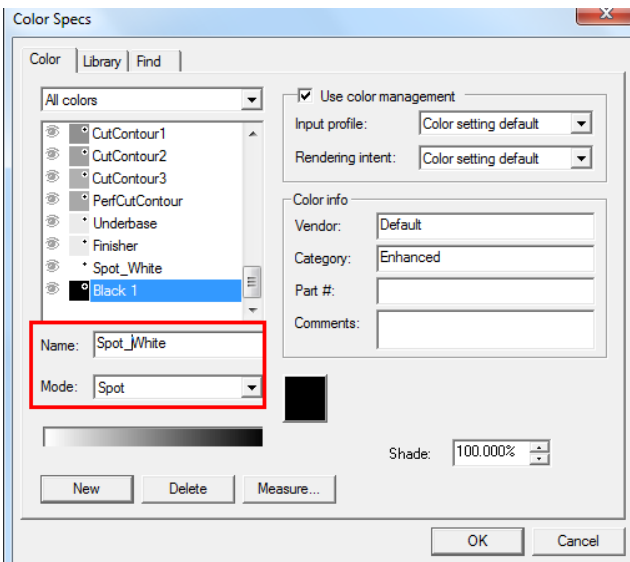 Color Specs
Color Library Find
All colors
CutContour1
CutContour2
CutContour3
PerfCutContour
Underbase
Finisher
Spot_White
Black 1
Name: Spot_White
Mode: Spot
New Delete Measure...
Use color management
Input profile: Color setting default
Rendering intent: Color setting default
Color info
Vendor: Default
Category: Enhanced
Part #:
Comments:
Shade: 100.000%
OK Cancel